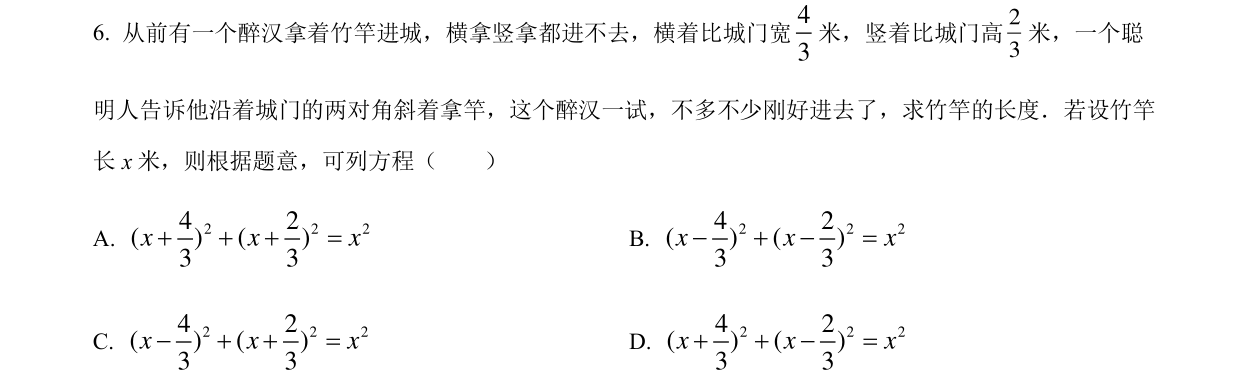 6. 从前有一个醉汉拿着竹竿进城，横拿竖拿都进不去，横着比城门宽 4/3 米，竖着比城门高 2/3 米，一个聪
明人告诉他沿着城门的两对角斜着拿竿，这个醉汉一试，不多不少刚好进去了，求竹竿的长度．若设竹竿
长 x 米，则根据题意，可列方程（　　）
A. (x+4/3)²+(x+2/3)²=x² B. (x−4/3)²+(x−2/3)²=x²
C. (x−4/3)²+(x+2/3)²=x² D. (x+4/3)²+(x−2/3)²=x²